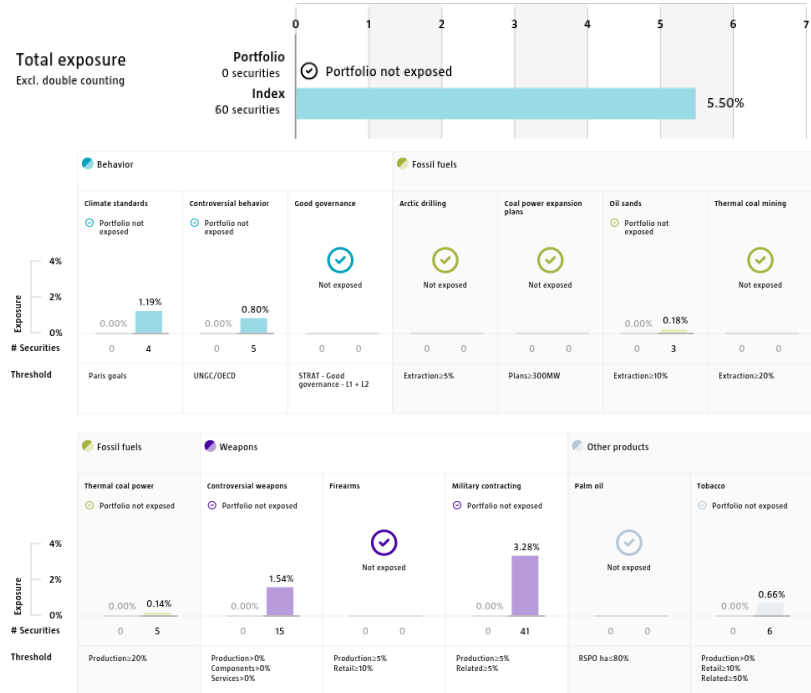 0 1 2 3 4 5 6 7
Total exposure
Excl. double counting
Portfolio
0 securities
Portfolio not exposed
Index
60 securities
5.50%
Behavior
Fossil fuels
Climate standards
Controversial behavior
Good governance
Arctic drilling
Coal power expansion
plans
Oil sands
Thermal coal mining
Portfolio not
exposed
Portfolio not
exposed
Portfolio not
exposed
Not exposed
Not exposed
Not exposed
Not exposed
Exposure
4%
2%
0%
0.00% 1.19%
0.00% 0.80%
0.00% 0.18%
# Securities
0 4 0 5 0 0 0 0 0 0 0 3 0 0
Threshold
Paris goals
UNGC/OECD
STRAT - Good
governance - L1 + L2
Extraction≥5%
Plans≥300MW
Extraction≥10%
Extraction≥20%
Fossil fuels
Weapons
Other products
Thermal coal power
Controversial weapons
Firearms
Military contracting
Palm oil
Tobacco
Portfolio not exposed
Portfolio not exposed
Portfolio not exposed
Portfolio not exposed
Not exposed
Not exposed
Exposure
4%
2%
0%
0.00% 0.14%
0.00% 1.54%
0.00% 3.28%
0.00% 0.66%
# Securities
0 5 0 15 0 0 0 41 0 0 0 6
Threshold
Production≥20%
Production>0%
Components>0%
Services>0%
Production≥5%
Retail≥10%
Production≥5%
Related≥5%
RSPO ha≤80%
Production>0%
Retail≥10%
Related≥50%